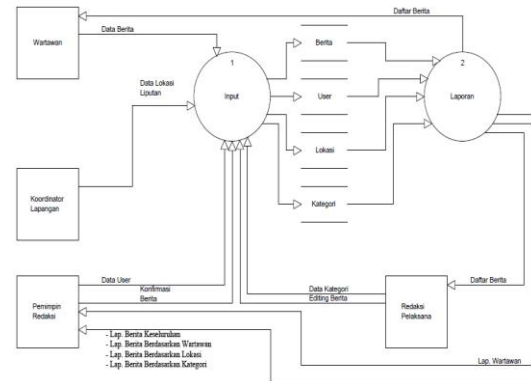 Daftar Berita
Wartawan
Data Berita
1
Input
Berita
2
Laporan
User
Data Lokasi
Liputan
Lokasi
Koordinator
Lapangan
Kategori
Data User
Konfirmasi
Berita
Data Kategori
Editing Berita
Daftar Berita
Pemimpin
Redaksi
Redaksi
Pelaksana
- Lap. Berita Keseluruhan
- Lap. Berita Berdasarkan Wartawan
- Lap. Berita Berdasarkan Lokasi
- Lap. Berita Berdasarkan Kategori
Lap. Wartawan